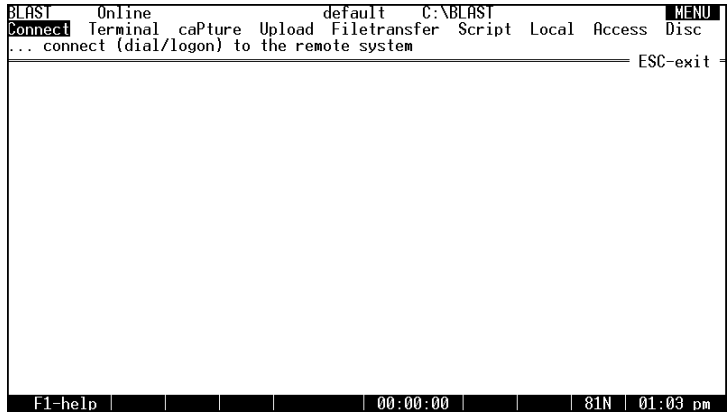 BLAST Online default C:\BLAST MENU
Connect Terminal caPture Upload Filetransfer Script Local Access Disc
... connect (dial/logon) to the remote system
ESC-exit
F1-help 00:00:00 81N 01:03 pm